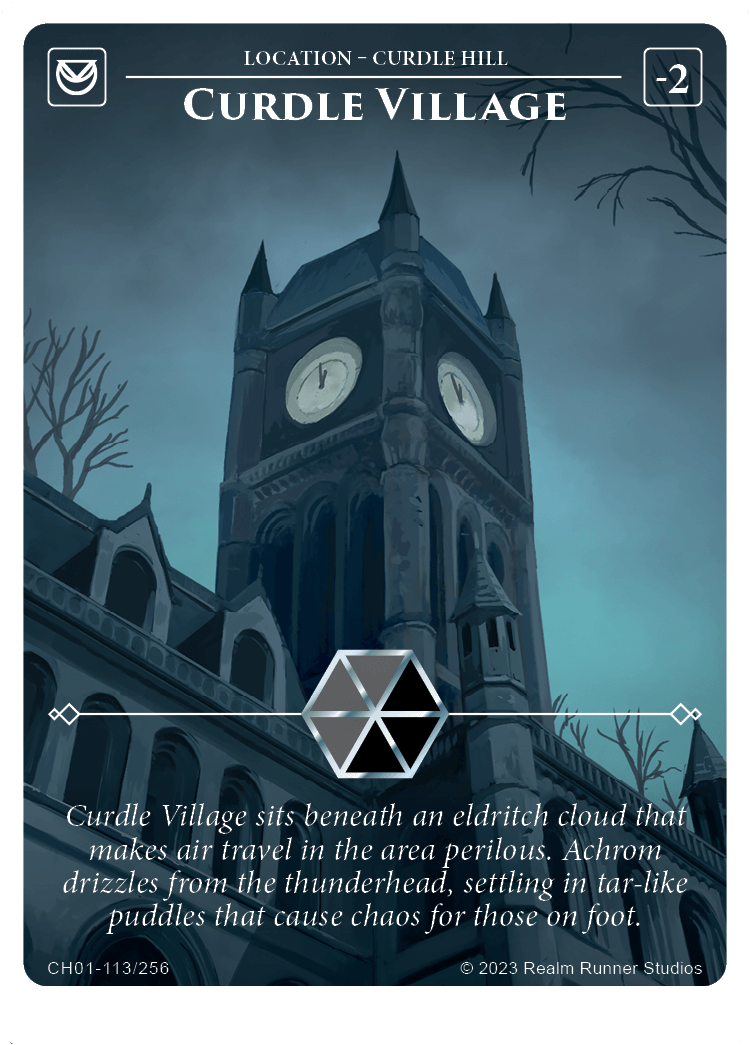 LOCATION – CURDLE HILL
-2
CURDLE VILLAGE
Curdle Village sits beneath an eldritch cloud that
makes air travel in the area perilous. Achrom
drizzles from the thunderhead, settling in tar-like
puddles that cause chaos for those on foot.
CH01-113/256
© 2023 Realm Runner Studios